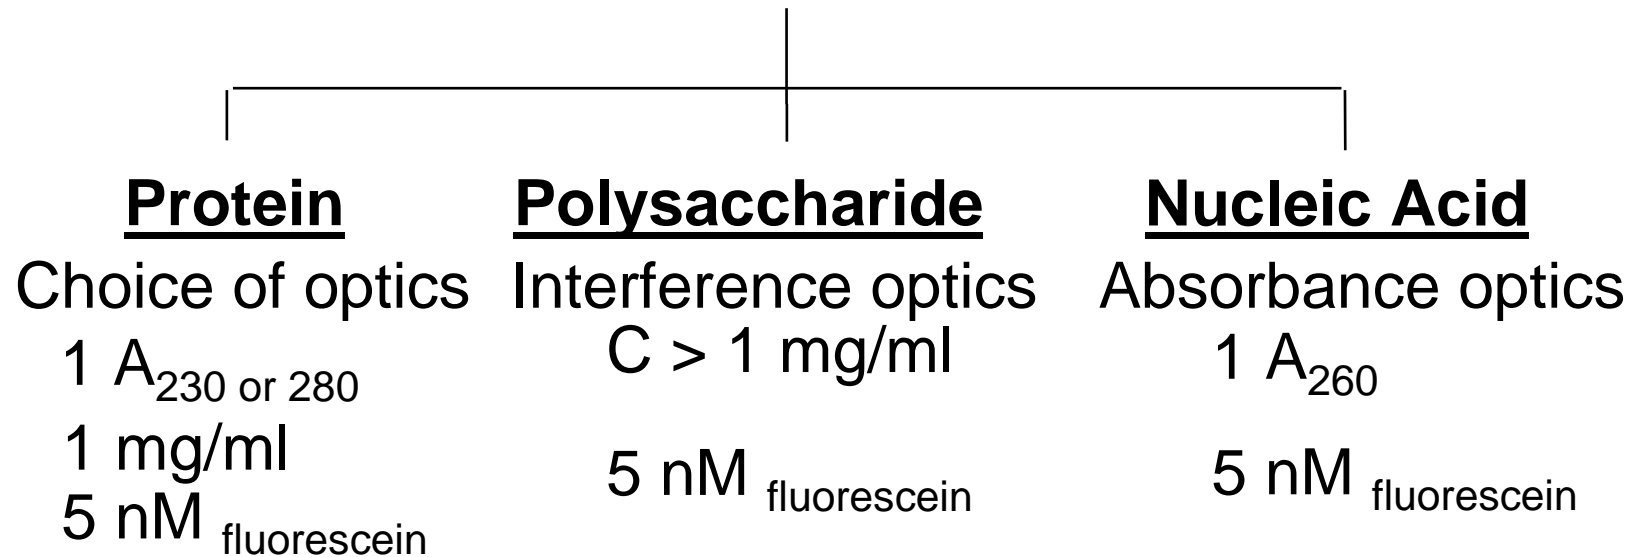 Protein
Choice of optics
1 A230 or 280
1 mg/ml
5 nM fluorescein
Polysaccharide
Interference optics
C > 1 mg/ml
5 nM fluorescein
Nucleic Acid
Absorbance optics
1 A260
5 nM fluorescein